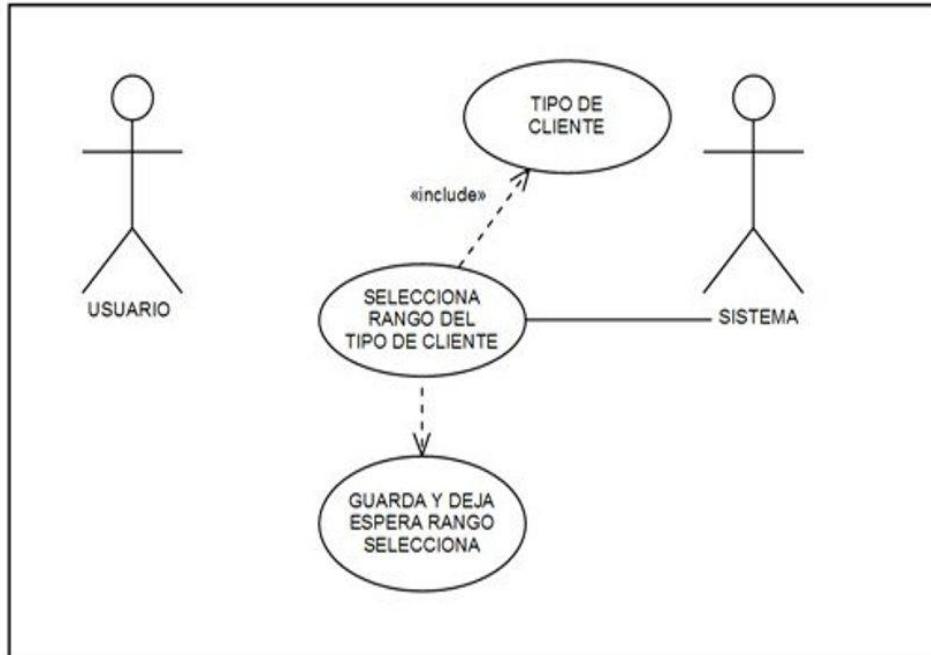 TIPO DE
CLIENTE
«include»
USUARIO
SELECCIONA
RANGO DEL
TIPO DE CLIENTE
SISTEMA
GUARDA Y DEJA
ESPERA RANGO
SELECCIONA